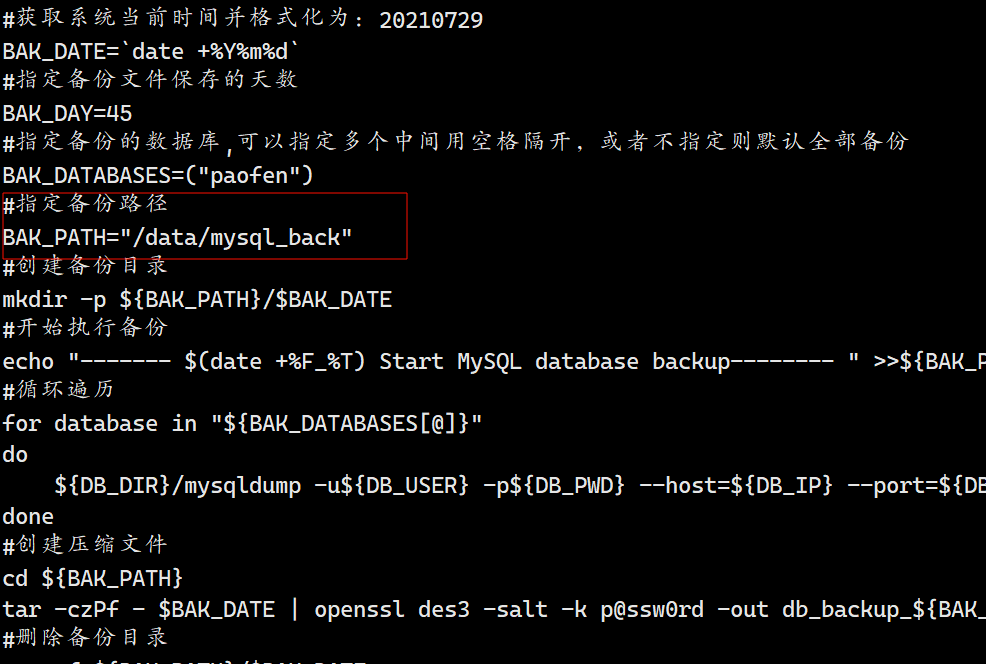 #获取系统当前时间并格式化为：20210729
BAK_DATE=`date +%Y%m%d`
#指定备份文件保存的天数
BAK_DAY=45
#指定备份的数据库,可以指定多个中间用空格隔开，或者不指定则默认全部备份
BAK_DATABASES=("paofen")
#指定备份路径
BAK_PATH="/data/mysql_back"
#创建备份目录
mkdir -p ${BAK_PATH}/$BAK_DATE
#开始执行备份
echo "------- $(date +%F_%T) Start MySQL database backup-------- " >>${BAK_P
#循环遍历
for database in "${BAK_DATABASES[@]}"
do
    ${DB_DIR}/mysqldump -u${DB_USER} -p${DB_PWD} --host=${DB_IP} --port=${DB
done
#创建压缩文件
cd ${BAK_PATH}
tar -czPf - $BAK_DATE | openssl des3 -salt -k p@ssw0rd -out db_backup_${BAK_
#删除备份目录